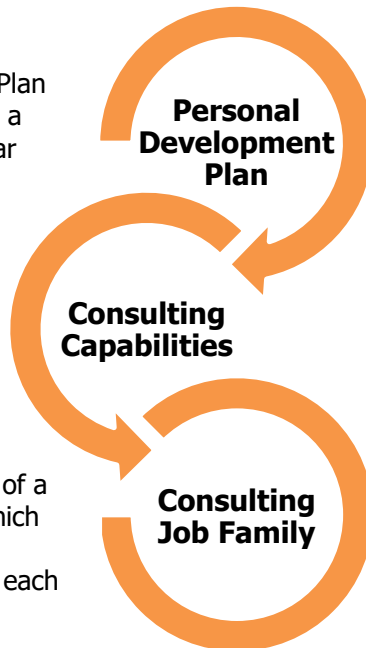 Plan
a
ar
Personal
Development
Plan
Consulting
Capabilities
of a
hich
each
Consulting
Job Family